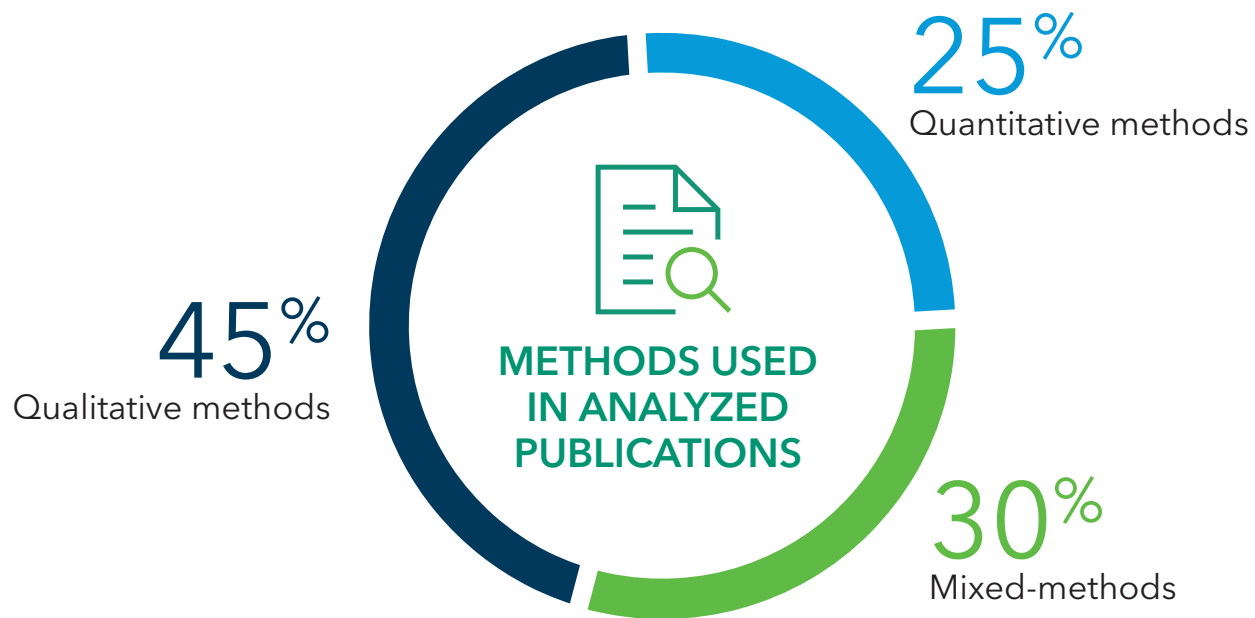 25%
Quantitative methods
45%
Qualitative methods
METHODS USED
IN ANALYZED
PUBLICATIONS
30%
Mixed-methods